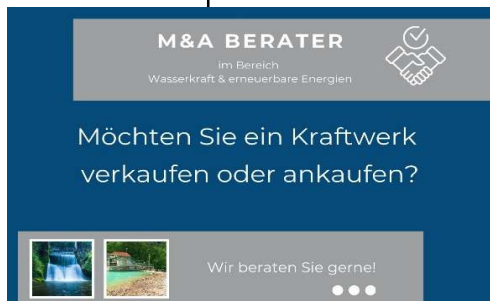 M&A BERATER
im Bereich
Wasserkraft & erneuerbare Energien
Möchten Sie ein Kraftwerk
verkaufen oder ankaufen?
Wir beraten Sie gerne!